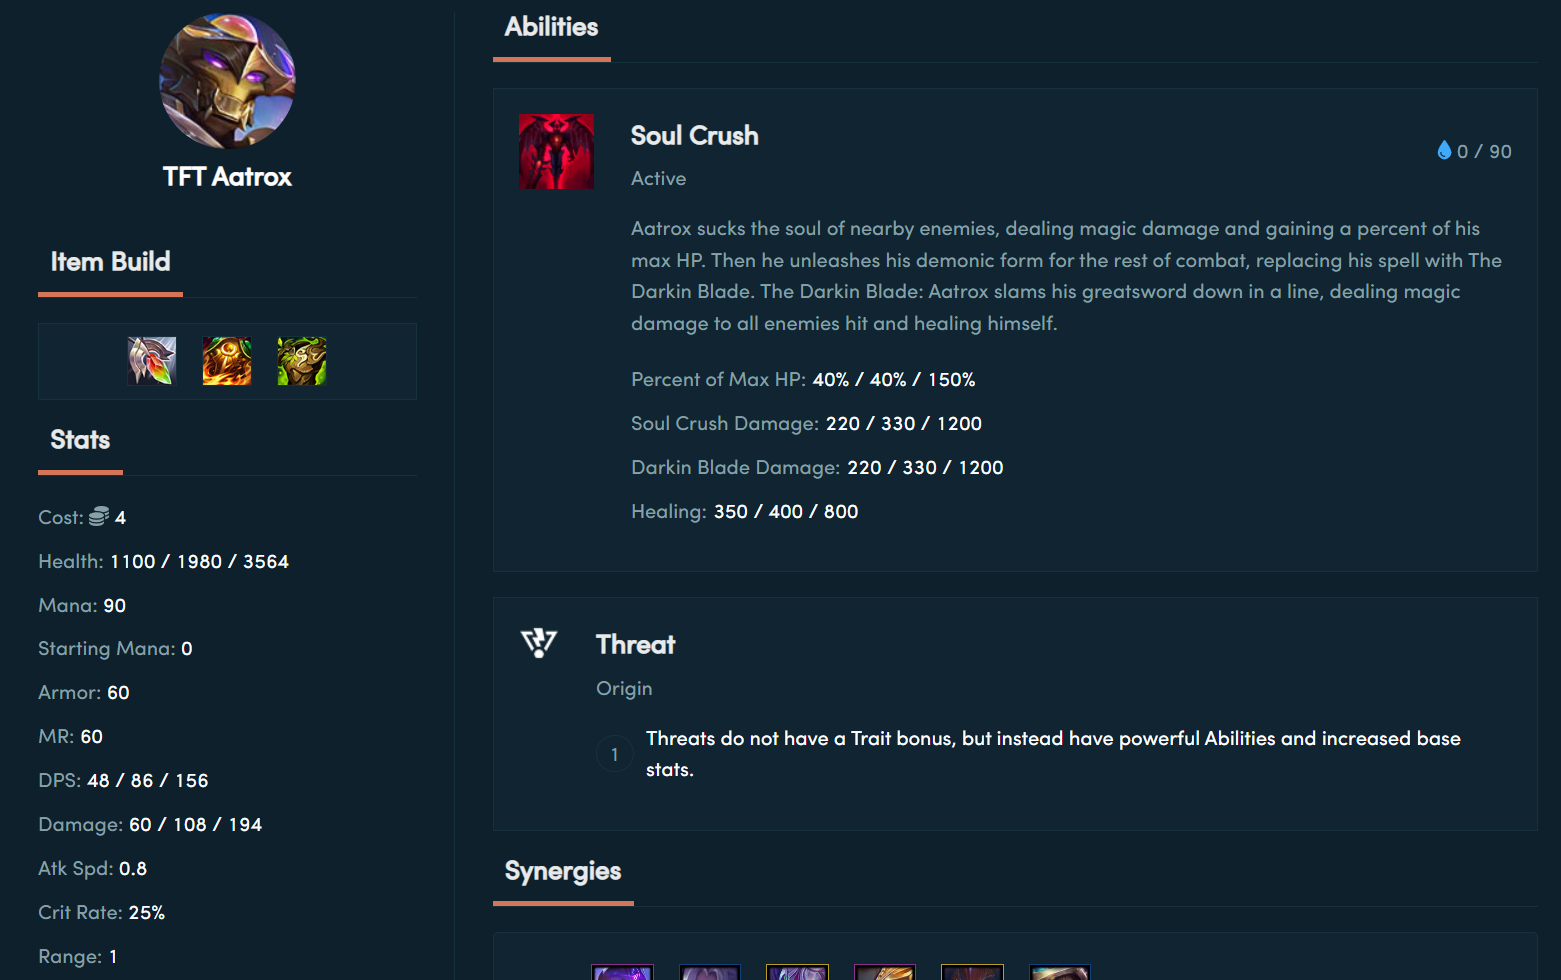 TFT Aatrox
Item Build
Stats
Cost: 4
Health: 1100 / 1980 / 3564
Mana: 90
Starting Mana: 0
Armor: 60
MR: 60
DPS: 48 / 86 / 156
Damage: 60 / 108 / 194
Atk Spd: 0.8
Crit Rate: 25%
Range: 1
Abilities
Soul Crush
0 / 90
Active
Aatrox sucks the soul of nearby enemies, dealing magic damage and gaining a percent of his
max HP. Then he unleashes his demonic form for the rest of combat, replacing his spell with The
Darkin Blade. The Darkin Blade: Aatrox slams his greatsword down in a line, dealing magic
damage to all enemies hit and healing himself.
Percent of Max HP: 40% / 40% / 150%
Soul Crush Damage: 220 / 330 / 1200
Darkin Blade Damage: 220 / 330 / 1200
Healing: 350 / 400 / 800
Threat
Origin
1
Threats do not have a Trait bonus, but instead have powerful Abilities and increased base
stats.
Synergies